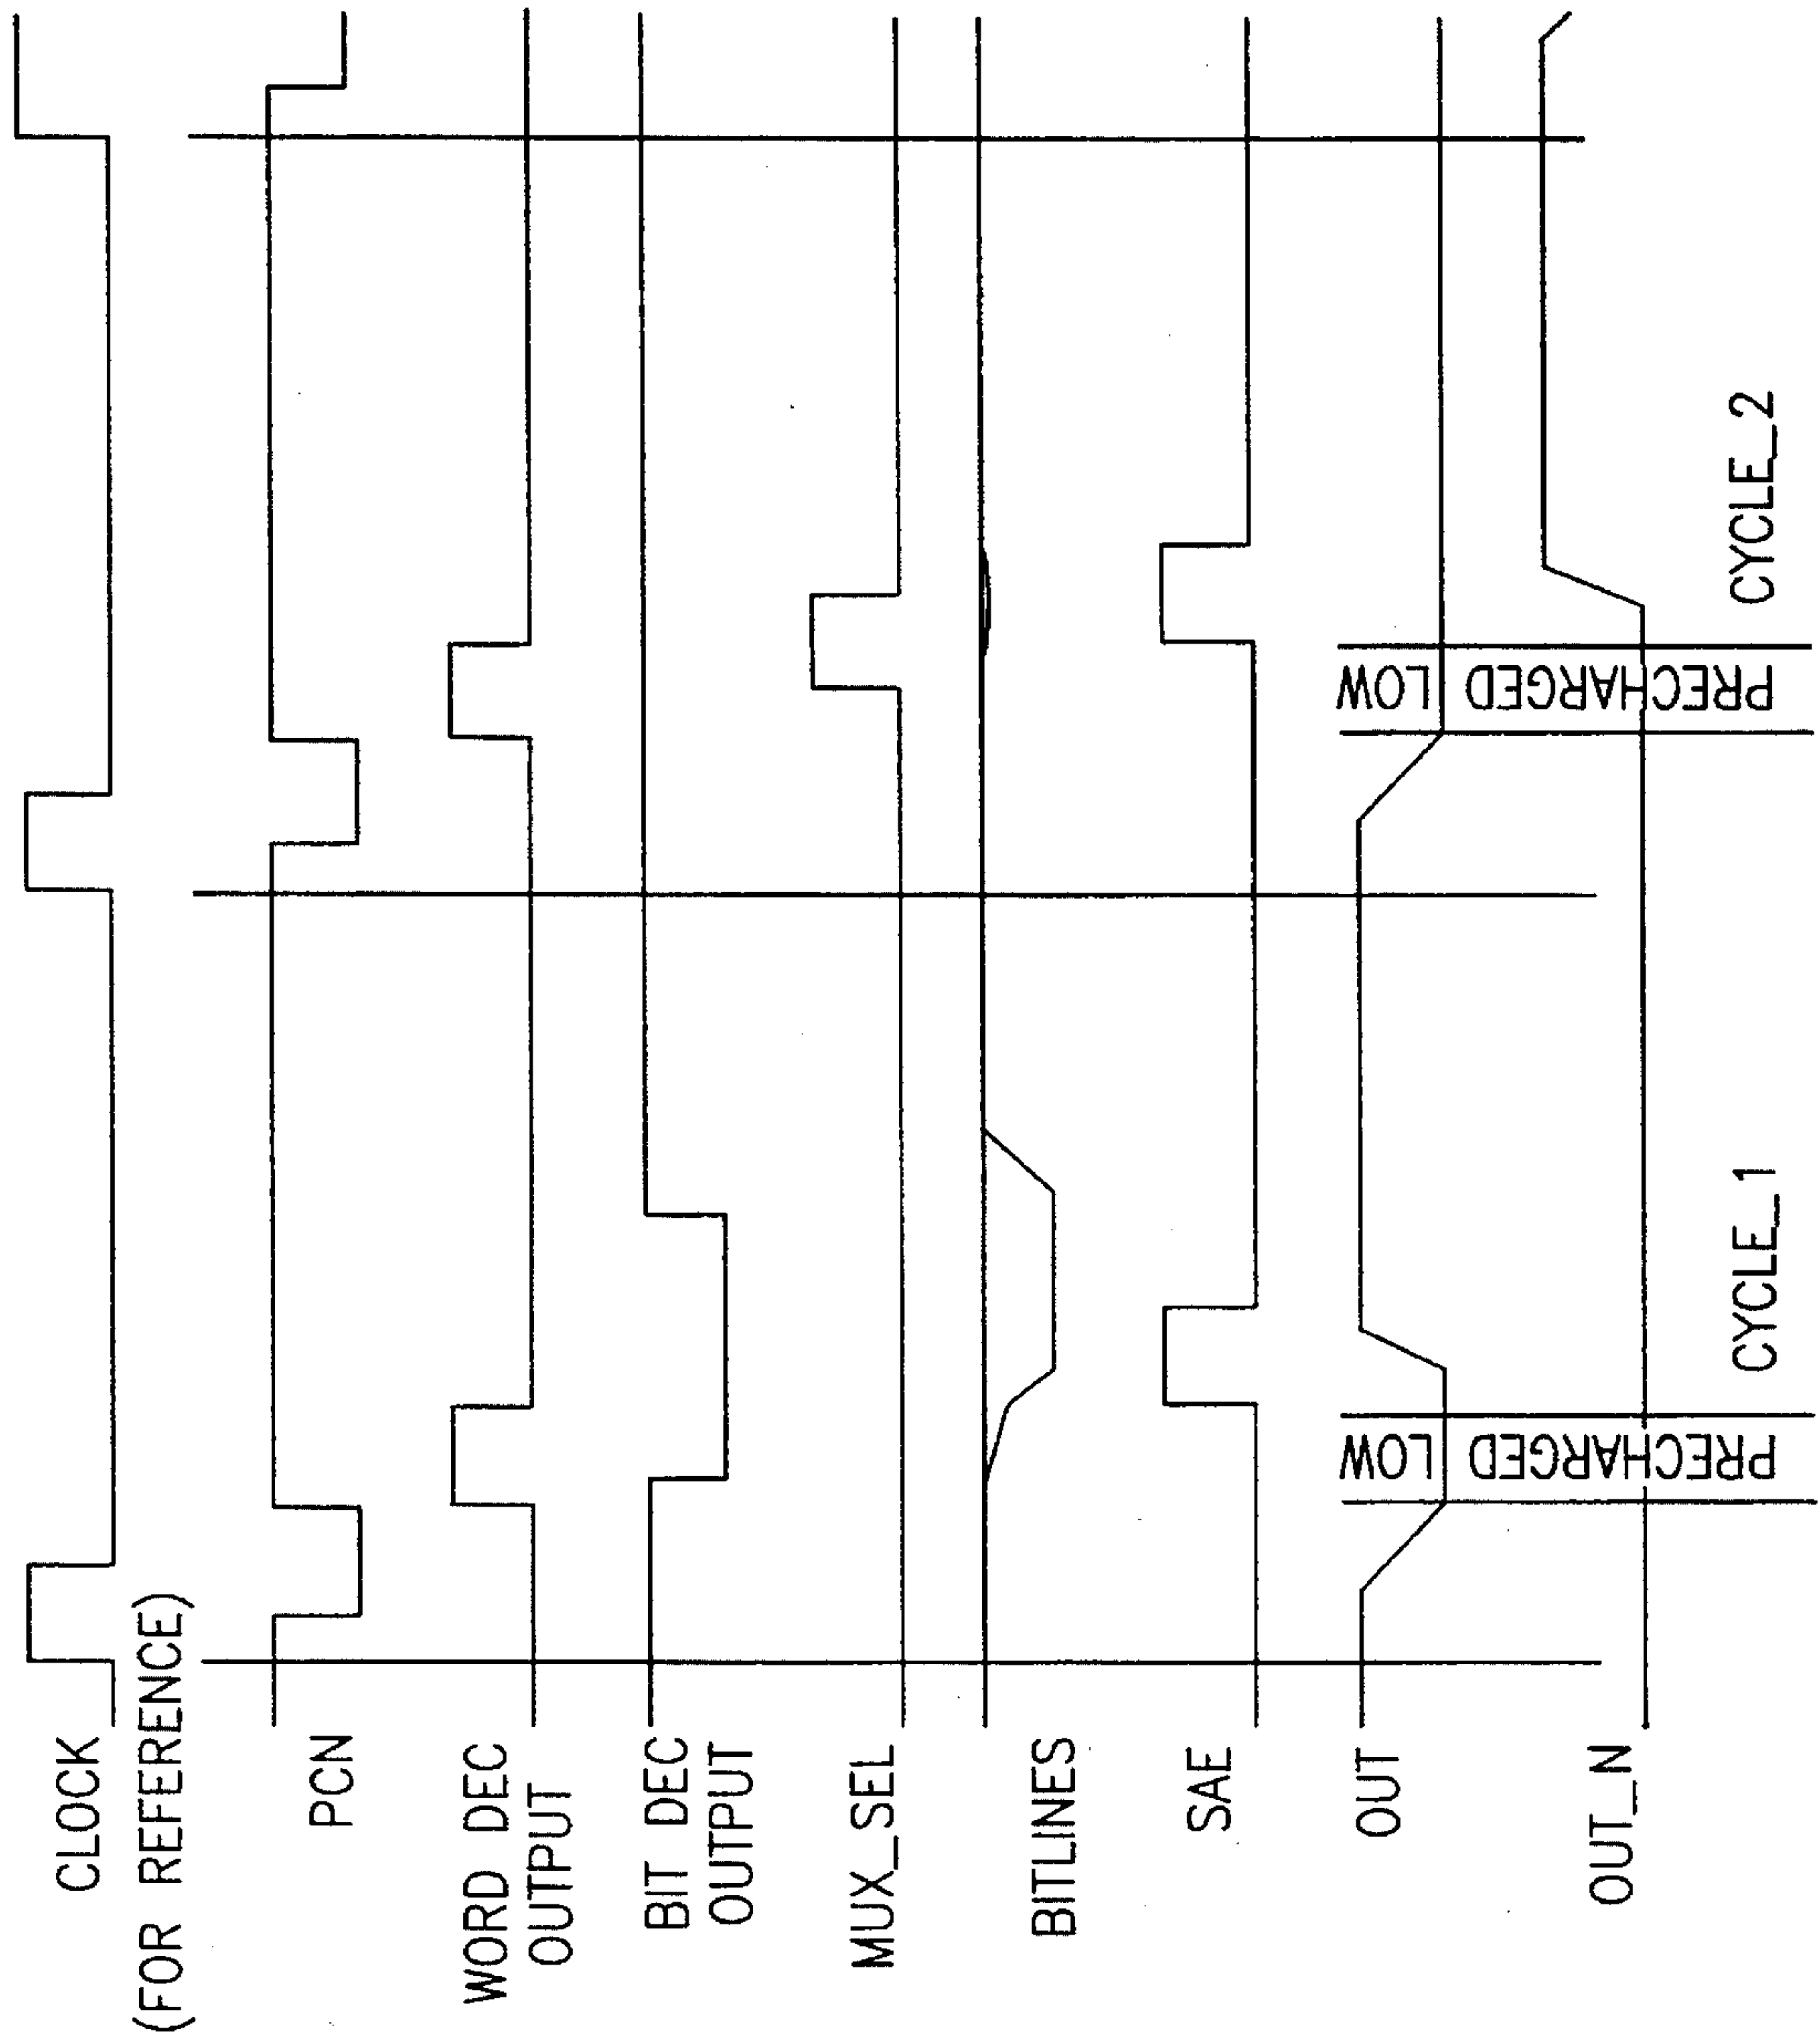 CLOCK
(FOR REFERENCE)
PCN
WORD DEC
OUTPUT
BIT DEC
OUTPUT
MUX_SEL
BITLINES
SAE
OUT
OUT_N
PRECHARGED LOW
PRECHARGED LOW
CYCLE_1
CYCLE_2